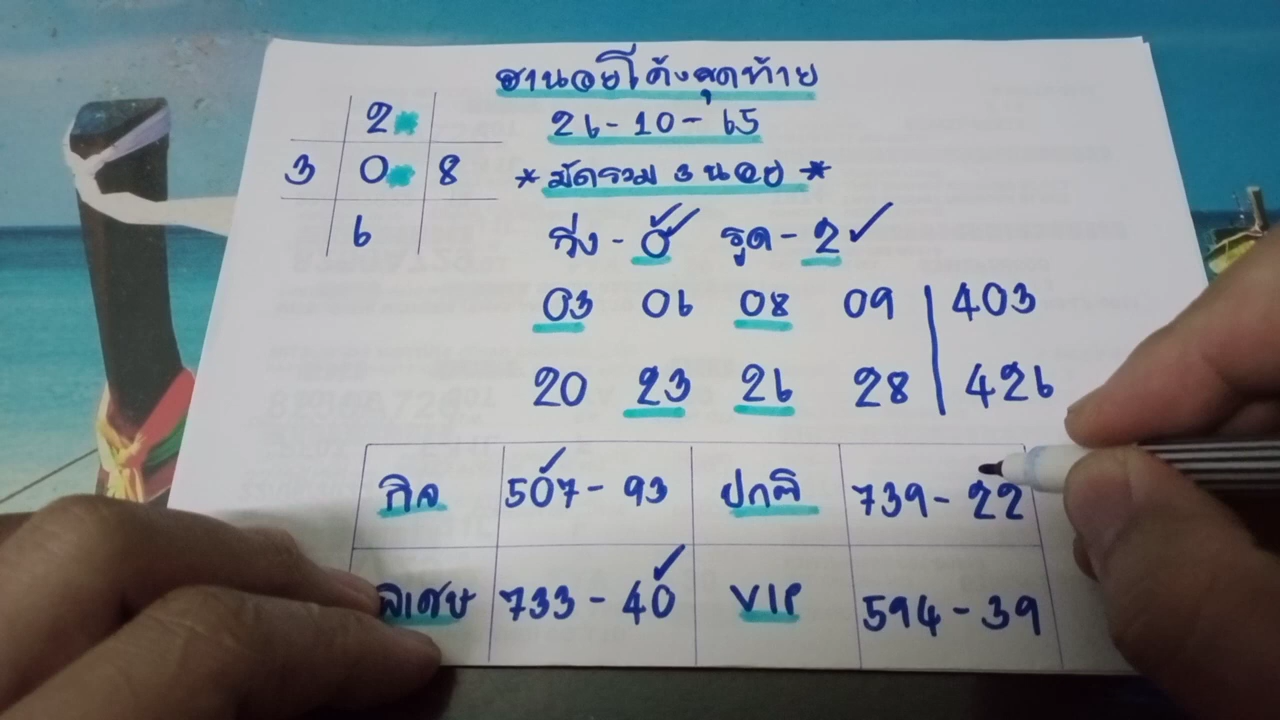 ฮานอยโค้งสุดท้าย
26-10-65
*มัดรวม 3 นอย*
2
3 0 8
6
วิ่ง - 0 รูด - 2
03 06 08 09 | 403
20 23 26 28 | 426
507 - 93 ปกติ 739 - 22
พิเศษ 733 - 40 VIP 594 - 39